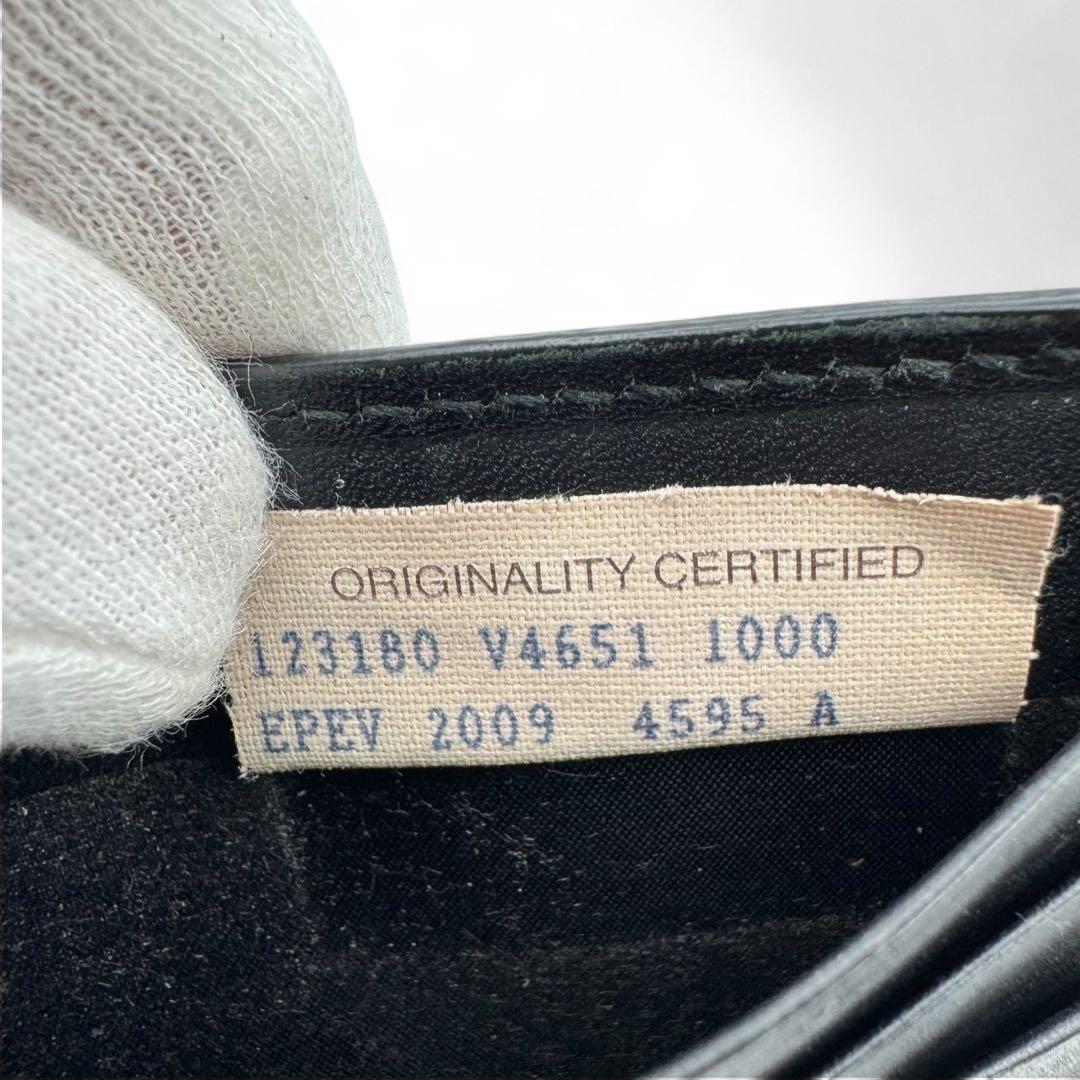 ORIGINALITY CERTIFIED
123180 V4651 1000
EPEV 2009 4595 A